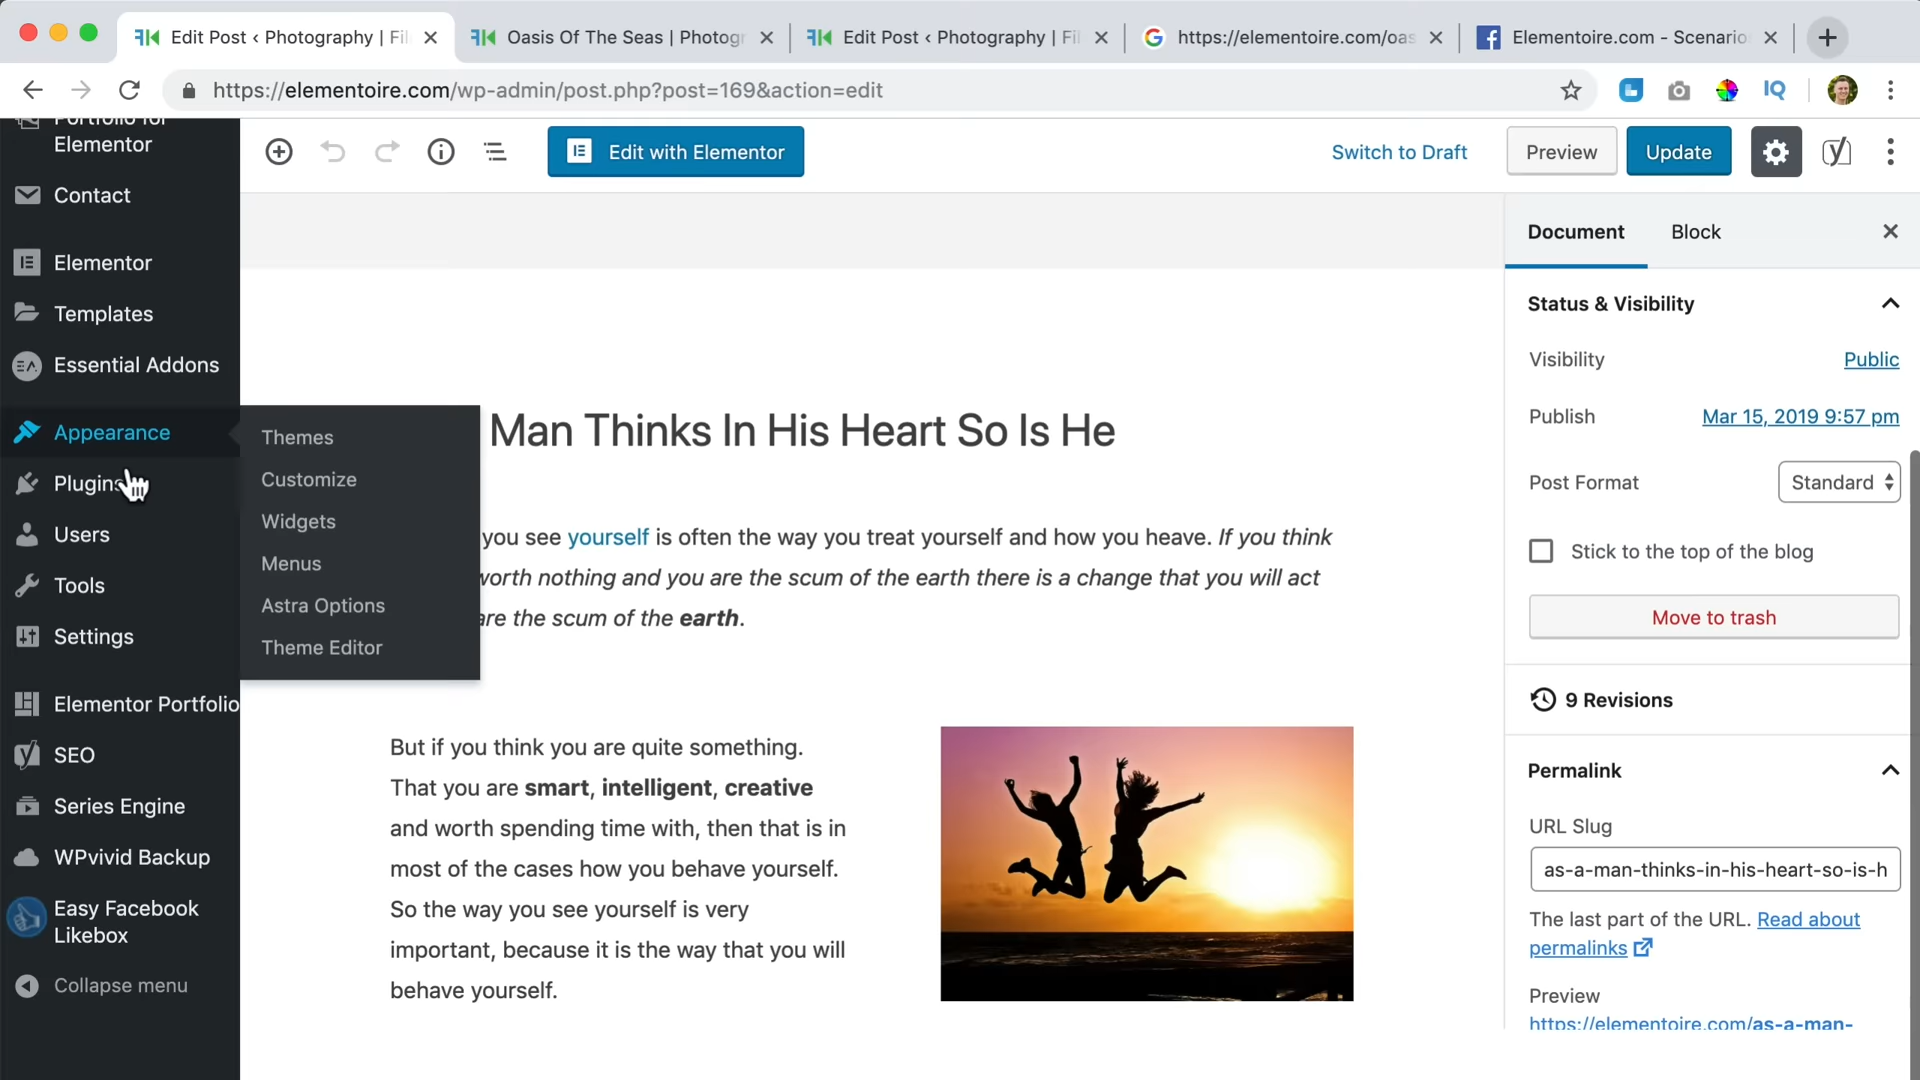 Edit Post ‹ Photography | Fil
Oasis Of The Seas | Photogr
Edit Post ‹ Photography | Fil
https://elementoire.com/oas
Elementoire.com - Scenario
https://elementoire.com/wp-admin/post.php?post=169&action=edit
IQ
Portfolio for
Elementor
Contact
Elementor
Templates
Essential Addons
Appearance
Plugins
Users
Tools
Settings
Elementor Portfolio
SEO
Series Engine
WPvivid Backup
Easy Facebook
Likebox
Collapse menu
Themes
Customize
Widgets
Menus
Astra Options
Theme Editor
Edit with Elementor
Switch to Draft
Preview
Update
Man Thinks In His Heart So Is He
you see yourself is often the way you treat yourself and how you heave. If you think
worth nothing and you are the scum of the earth there is a change that you will act
are the scum of the earth.
But if you think you are quite something.
That you are smart, intelligent, creative
and worth spending time with, then that is in
most of the cases how you behave yourself.
So the way you see yourself is very
important, because it is the way that you will
behave yourself.
Document
Block
Status & Visibility
Visibility
Public
Publish
Mar 15, 2019 9:57 pm
Post Format
Standard
Stick to the top of the blog
Move to trash
9 Revisions
Permalink
URL Slug
as-a-man-thinks-in-his-heart-so-is-h
The last part of the URL. Read about
permalinks
Preview
https://elementoire.com/as-a-man-